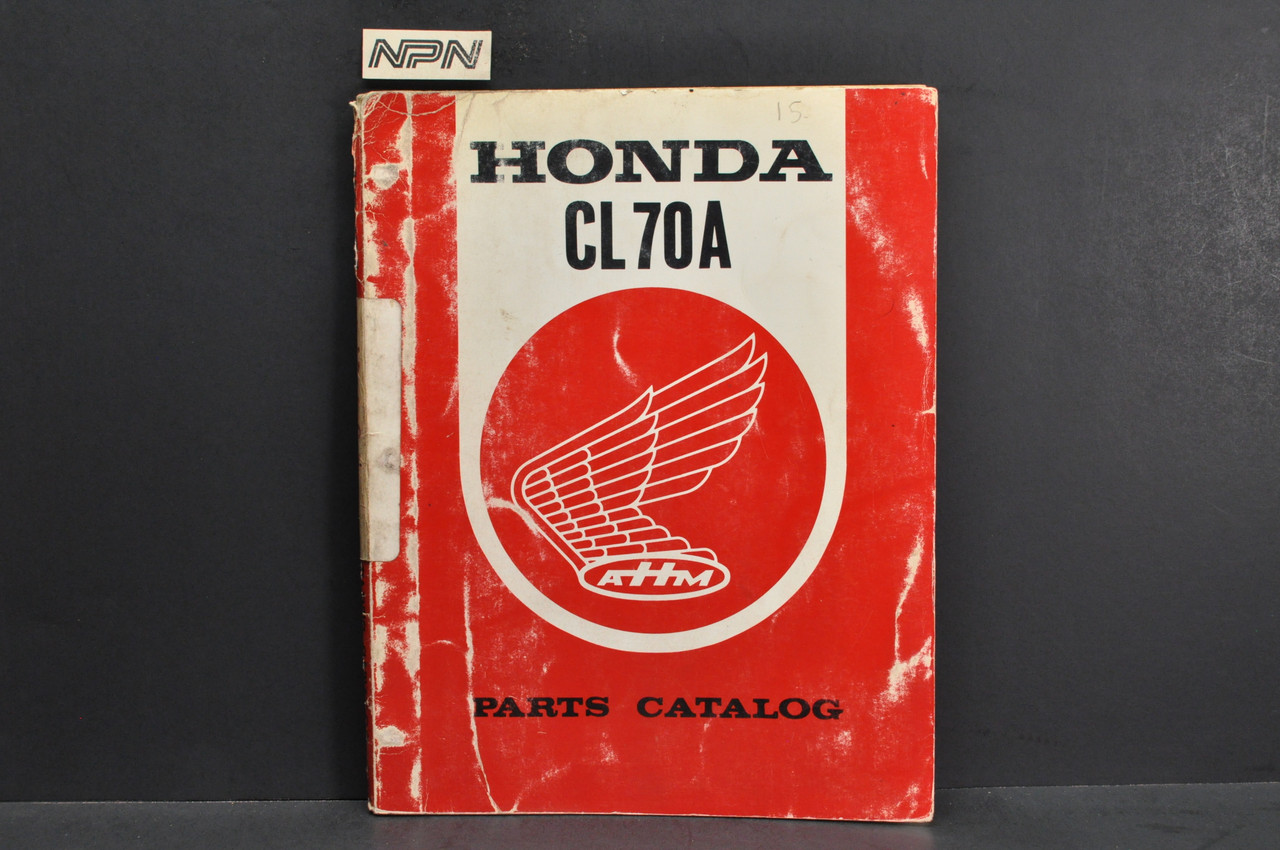 NPN
15-
HONDA
CL70A
AHM
PARTS CATALOG